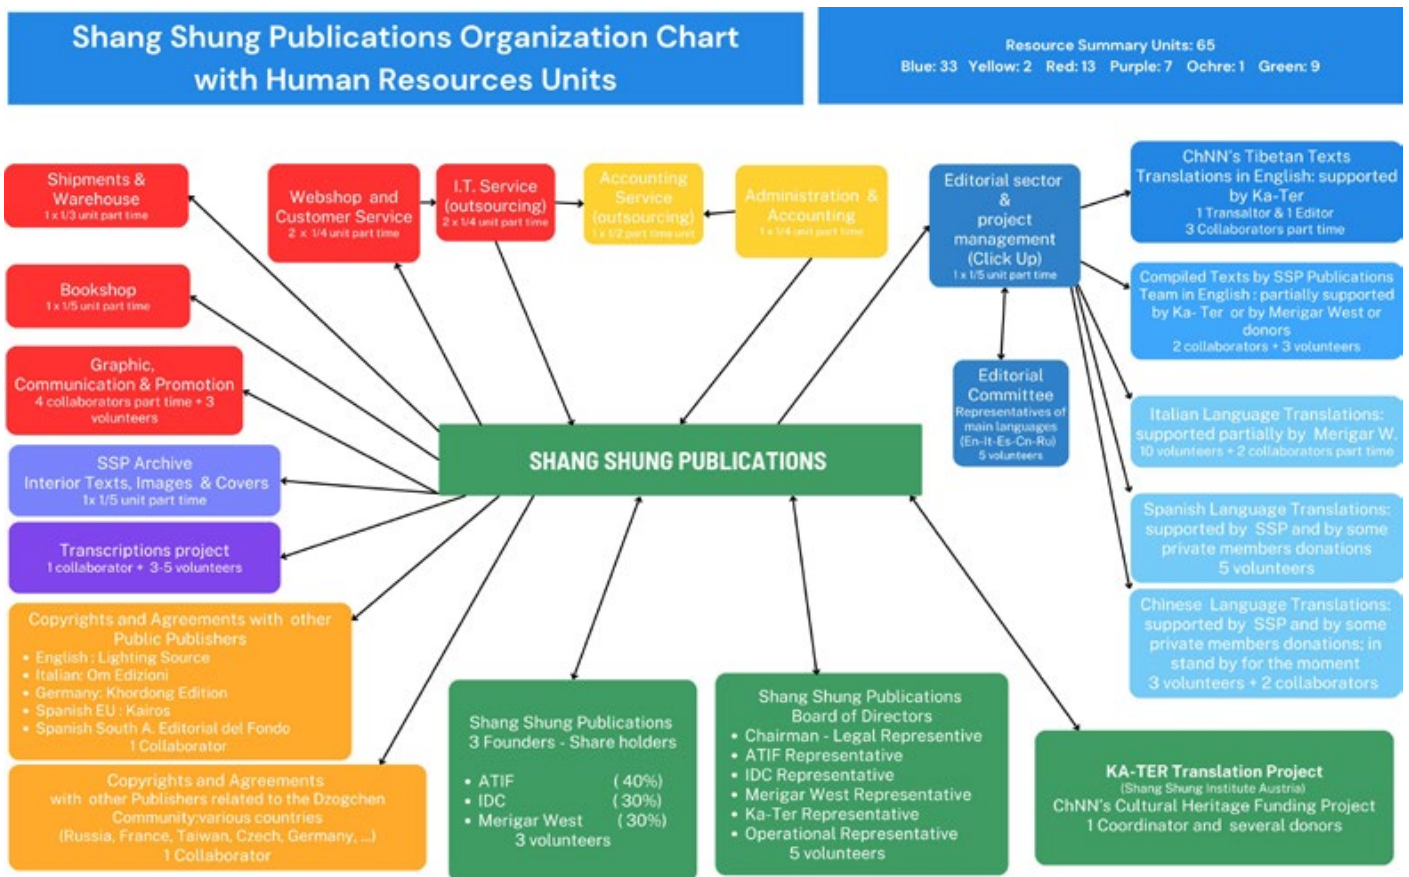 Shang Shung Publications Organization Chart
with Human Resources Units
Resource Summary Units: 65
Blue: 33 Yellow: 2 Red: 13 Purple: 7 Ochre: 1 Green: 9
Shipments &
Warehouse
1 x 1/3 unit part time
Webshop and
Customer Service
2 x 1/4 unit part time
I.T. Service
(outsourcing)
2 x 1/4 unit part time
Accounting
Service
(outsourcing)
1 x 1/2 part time unit
Administration &
Accounting
1 x 1/4 unit part time
Editorial sector
&
project
management
(Click Up)
1 x 1/5 unit part time
ChNN's Tibetan Texts
Translations in English: supported
by Ka-Ter
1 Transaltor & 1 Editor
3 Collaborators part time
Bookshop
1 x 1/5 unit part time
Compiled Texts by SSP Publications
Team in English : partially supported
by Ka- Ter or by Merigar West or
donors
2 collaborators + 3 volunteers
Graphic,
Communication & Promotion
4 collaborators part time + 3
volunteers
Editorial
Committee
Representatives of
main languages
(En-It-Es-Cn-Ru)
5 volunteers
Italian Language Translations:
supported partially by Merigar W.
10 volunteers + 2 collaborators part time
SHANG SHUNG PUBLICATIONS
SSP Archive
Interior Texts, Images & Covers
1x 1/5 unit part time
Spanish Language Translations:
supported by SSP and by some
private members donations
5 volunteers
Transcriptions project
1 collaborator + 3-5 volunteers
Chinese Language Translations:
supported by SSP and by some
private members donations; in
stand by for the moment
3 volunteers + 2 collaborators
Copyrights and Agreements with other
Public Publishers
• English : Lighting Source
• Italian: Om Edizioni
• Germany: Khordong Edition
• Spanish EU : Kairos
• Spanish South A. Editorial del Fondo
1 Collaborator
Copyrights and Agreements
with other Publishers related to the Dzogchen
Community:various countries
(Russia, France, Taiwan, Czech, Germany, ...)
1 Collaborator
Shang Shung Publications
3 Founders - Share holders
• ATIF (40%)
• IDC (30%)
• Merigar West (30%)
3 volunteers
Shang Shung Publications
Board of Directors
• Chairman - Legal Representive
• ATIF Representative
• IDC Representative
• Merigar West Representative
• Ka-Ter Representative
• Operational Representative
5 volunteers
KA-TER Translation Project
(Shang Shung Institute Austria)
ChNN's Cultural Heritage Funding Project
1 Coordinator and several donors